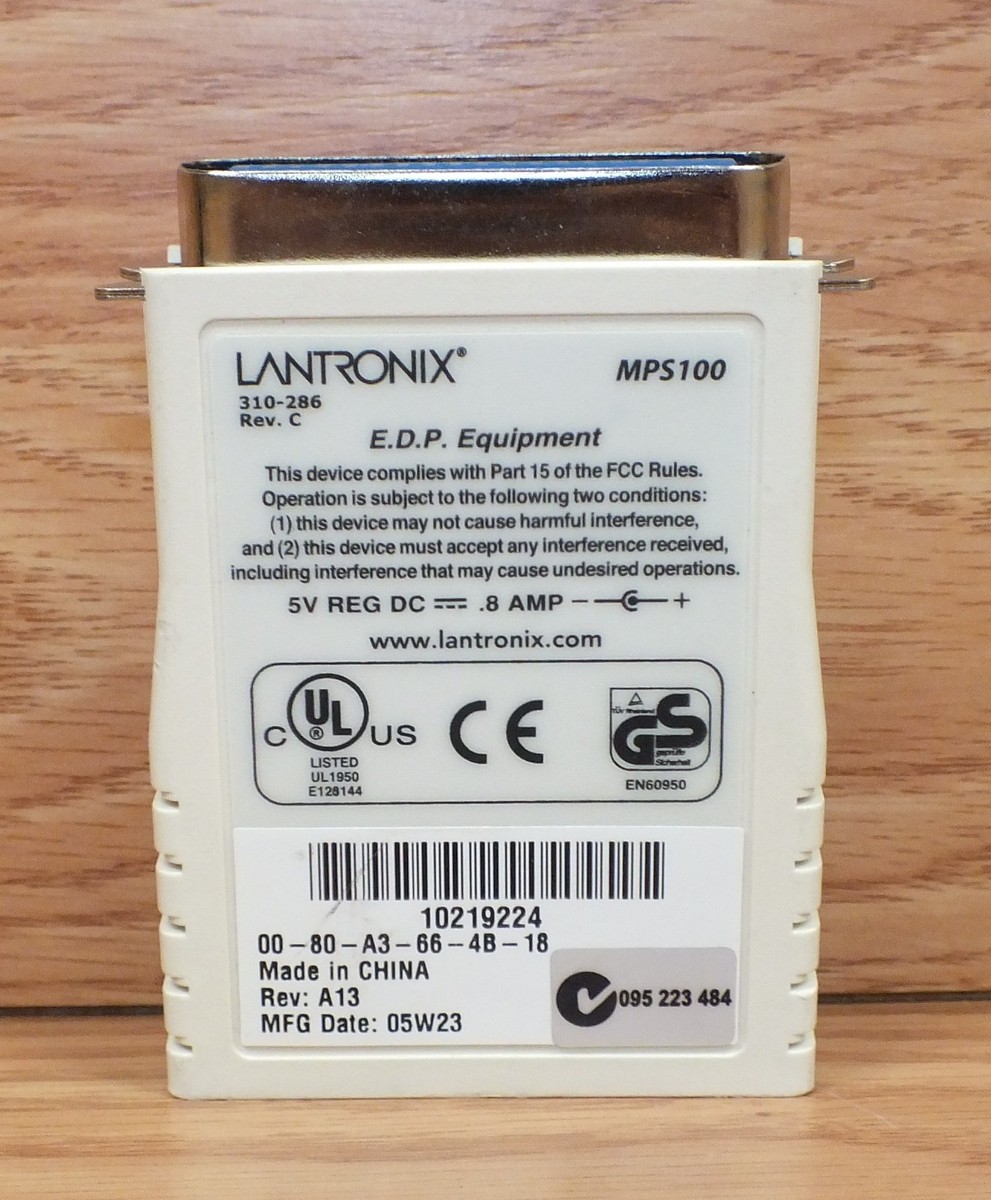 LANTRONIX® MPS100
310-286
Rev. C
E.D.P. Equipment
This device complies with Part 15 of the FCC Rules.
Operation is subject to the following two conditions:
(1) this device may not cause harmful interference,
and (2) this device must accept any interference received,
including interference that may cause undesired operations.
5V REG DC ⎓ .8 AMP − +
www.lantronix.com
C UL ® US
LISTED
UL1950
E128144
CE
TÜV Rheinland
GS
geprüfte
Sicherheit
EN60950
10219224
00-80-A3-66-4B-18
Made in CHINA
Rev: A13
MFG Date: 05W23
095 223 484